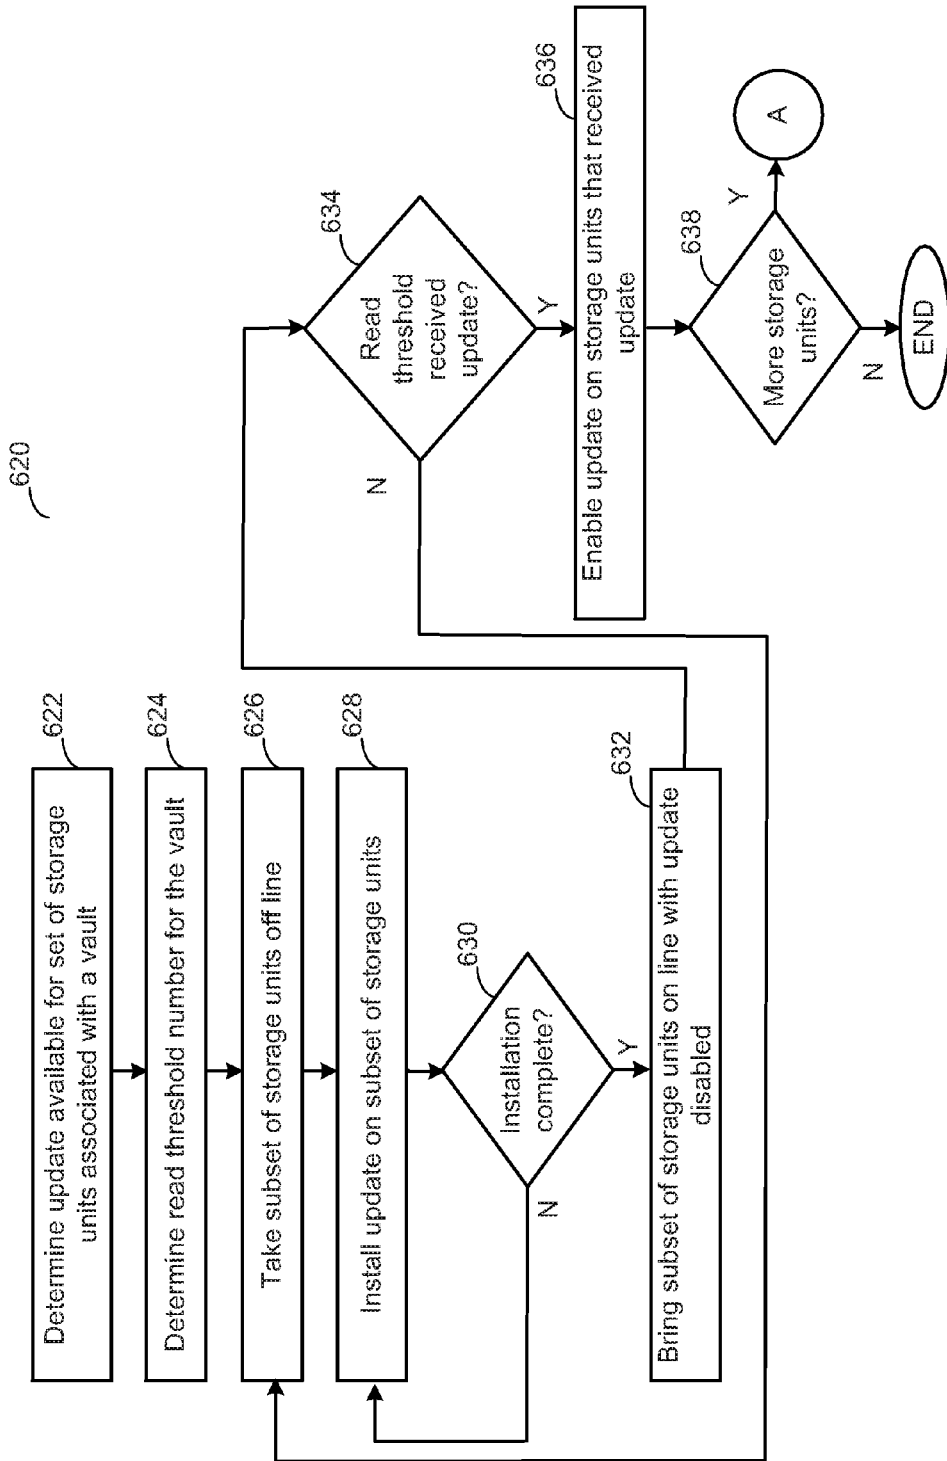 620
622
Determine update available for set of storage
units associated with a vault
624
Determine read threshold number for the vault
626
Take subset of storage units off line
628
Install update on subset of storage units
630
Installation
complete?
N
Y
632
Bring subset of storage units on line with update
disabled
634
Read
threshold
received
update?
N
Y
636
Enable update on storage units that received
update
638
More storage
units?
Y
A
N
END